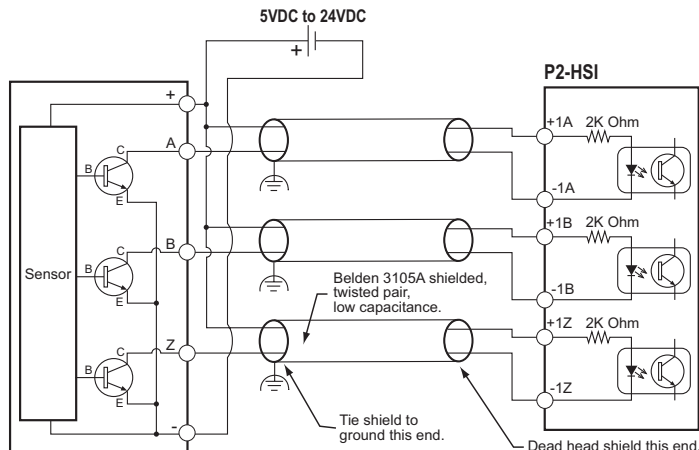 5VDC to 24VDC
+
P2-HSI
+
+1A 2K Ohm
C
A
B
E
-1A
+1B 2K Ohm
C
B
B
E
Sensor
Belden 3105A shielded,
twisted pair,
low capacitance.
-1B
+1Z 2K Ohm
C
Z
B
E
-1Z
-
Tie shield to
ground this end.
Dead head shield this end.